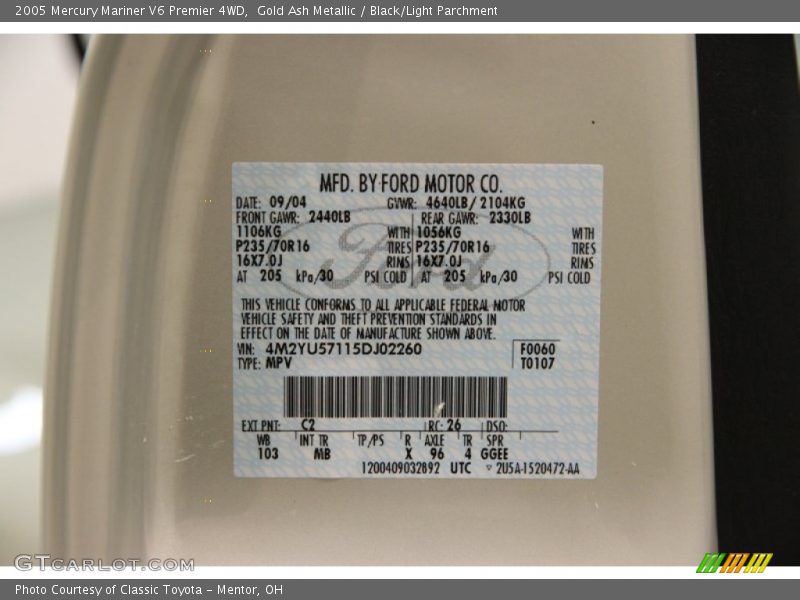 2005 Mercury Mariner V6 Premier 4WD,  Gold Ash Metallic / Black/Light Parchment
MFD. BY FORD MOTOR CO.
DATE: 09/04 GVWR: 4640LB/ 2104KG
FRONT GAWR: 2440LB REAR GAWR: 2330LB
1106KG WITH 1056KG WITH
P235/70R16 TIRES P235/70R16 TIRES
16X7.0J RIMS 16X7.0J RIMS
AT 205 kPa/30 PSI COLD AT 205 kPa/30 PSI COLD
Ford
THIS VEHICLE CONFORMS TO ALL APPLICABLE FEDERAL MOTOR
VEHICLE SAFETY AND THEFT PREVENTION STANDARDS IN
EFFECT ON THE DATE OF MANUFACTURE SHOWN ABOVE.
VIN: 4M2YU57115DJ02260 F0060
TYPE: MPV T0107
EXT PNT: C2 RC: 26 DSO:
WB INT TR TP/PS R AXLE TR SPR
103 MB X 96 4 GGEE
1200409032892 UTC 2U5A-1520472-AA
GTCARLOT.COM
Photo Courtesy of Classic Toyota - Mentor, OH